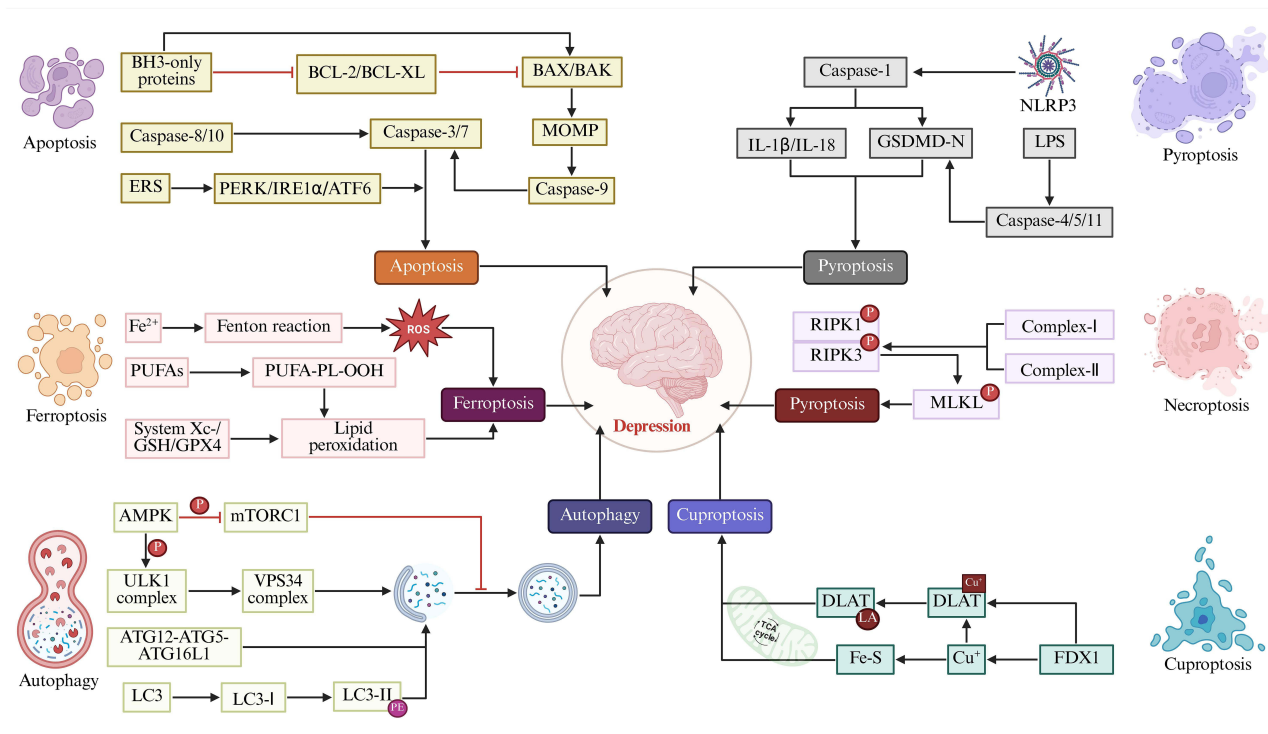 Apoptosis
BH3-only
proteins
BCL-2/BCL-XL
BAX/BAK
Caspase-8/10
Caspase-3/7
MOMP
ERS
PERK/IRE1α/ATF6
Caspase-9
Apoptosis
Caspase-1
NLRP3
IL-1β/IL-18
GSDMD-N
LPS
Caspase-4/5/11
Pyroptosis
Pyroptosis
Ferroptosis
Fe²⁺
Fenton reaction
ROS
PUFAs
PUFA-PL-OOH
System Xc-/
GSH/GPX4
Lipid
peroxidation
Ferroptosis
Depression
RIPK1
P
RIPK3
P
Complex-I
Complex-II
MLKL
P
Pyroptosis
Necroptosis
Autophagy
AMPK
P
mTORC1
P
ULK1
complex
VPS34
complex
ATG12-ATG5-
ATG16L1
LC3
LC3-I
LC3-II
PE
Autophagy
Cuproptosis
TCA
cycle
DLAT
LA
DLAT
Cu⁺
Fe-S
Cu⁺
FDX1
Cuproptosis